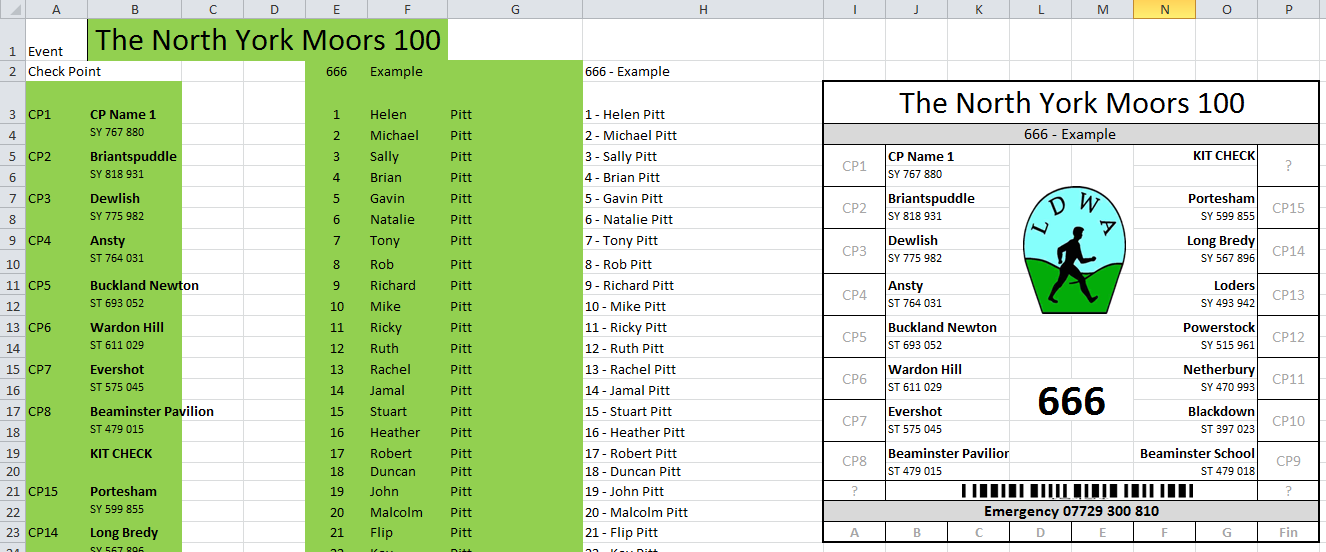 A B C D E F G H I J K L M N O P
1 Event The North York Moors 100
2 Check Point 666 Example 666 - Example
3 CP1 CP Name 1 1 Helen Pitt 1 - Helen Pitt
4 SY 767 880 2 Michael Pitt 2 - Michael Pitt
5 CP2 Briantspuddle 3 Sally Pitt 3 - Sally Pitt
6 SY 818 931 4 Brian Pitt 4 - Brian Pitt
7 CP3 Dewlish 5 Gavin Pitt 5 - Gavin Pitt
8 SY 775 982 6 Natalie Pitt 6 - Natalie Pitt
9 CP4 Ansty 7 Tony Pitt 7 - Tony Pitt
10 ST 764 031 8 Rob Pitt 8 - Rob Pitt
11 CP5 Buckland Newton 9 Richard Pitt 9 - Richard Pitt
12 ST 693 052 10 Mike Pitt 10 - Mike Pitt
13 CP6 Wardon Hill 11 Ricky Pitt 11 - Ricky Pitt
14 ST 611 029 12 Ruth Pitt 12 - Ruth Pitt
15 CP7 Evershot 13 Rachel Pitt 13 - Rachel Pitt
16 ST 575 045 14 Jamal Pitt 14 - Jamal Pitt
17 CP8 Beaminster Pavilion 15 Stuart Pitt 15 - Stuart Pitt
18 ST 479 015 16 Heather Pitt 16 - Heather Pitt
19 KIT CHECK 17 Robert Pitt 17 - Robert Pitt
20 18 Duncan Pitt 18 - Duncan Pitt
21 CP15 Portesham 19 John Pitt 19 - John Pitt
22 SY 599 855 20 Malcolm Pitt 20 - Malcolm Pitt
23 CP14 Long Bredy 21 Flip Pitt 21 - Flip Pitt
SY 567 896
The North York Moors 100
666 - Example
CP1 CP Name 1 KIT CHECK ?
SY 767 880
CP2 Briantspuddle Portesham CP15
SY 818 931 SY 599 855
LDWA
CP3 Dewlish Long Bredy CP14
SY 775 982 SY 567 896
CP4 Ansty Loders CP13
ST 764 031 SY 493 942
CP5 Buckland Newton Powerstock CP12
ST 693 052 SY 515 961
CP6 Wardon Hill Netherbury CP11
ST 611 029 SY 470 993
666
CP7 Evershot Blackdown CP10
ST 575 045 ST 397 023
CP8 Beaminster Pavilior Beaminster School CP9
ST 479 015 ST 479 018
? ?
Emergency 07729 300 810
A B C D E F G Fin